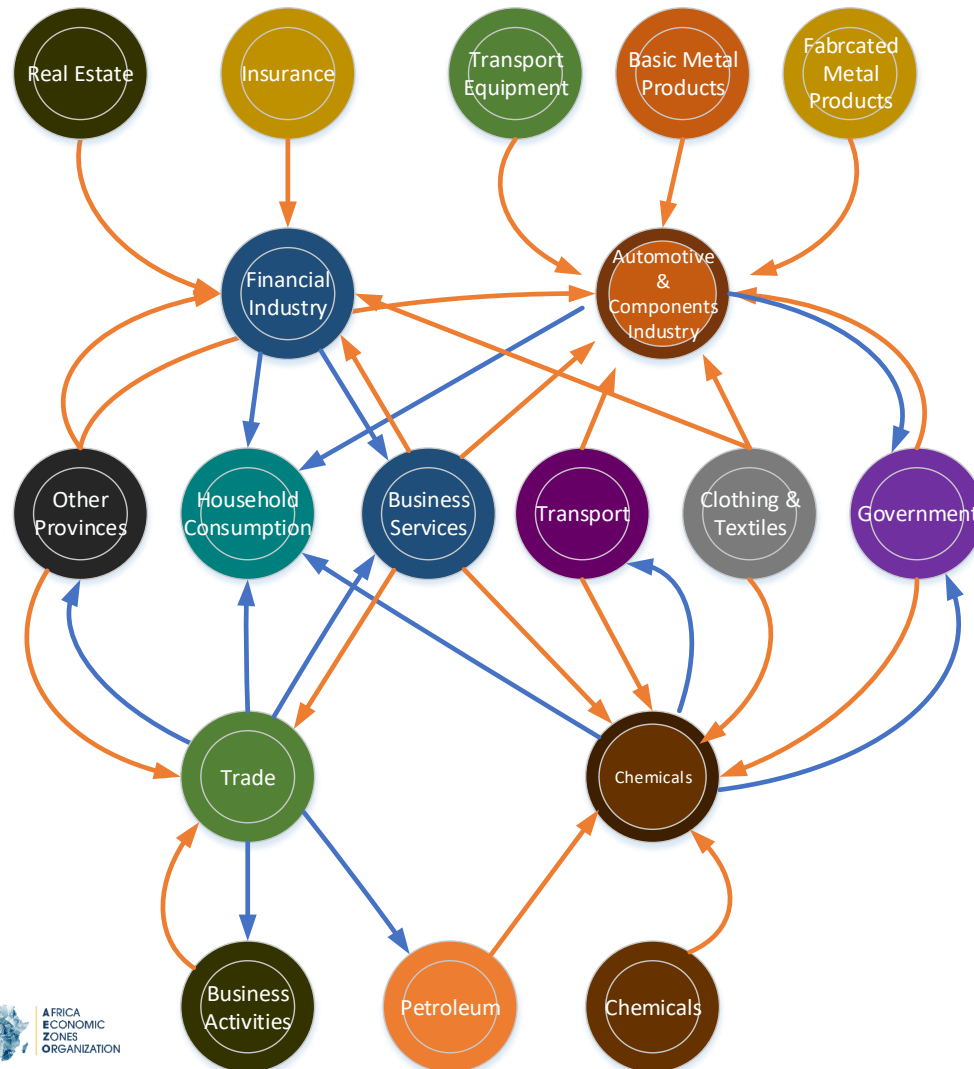 Real Estate
Insurance
Transport
Equipment
Basic Metal
Products
Fabrcated
Metal
Products
Financial
Industry
Automotive
&
Components
Industry
Other
Provinces
Household
Consumption
Business
Services
Transport
Clothing &
Textiles
Government
Trade
Chemicals
Business
Activities
Petroleum
Chemicals
AFRICA
ECONOMIC
ZONES
ORGANIZATION